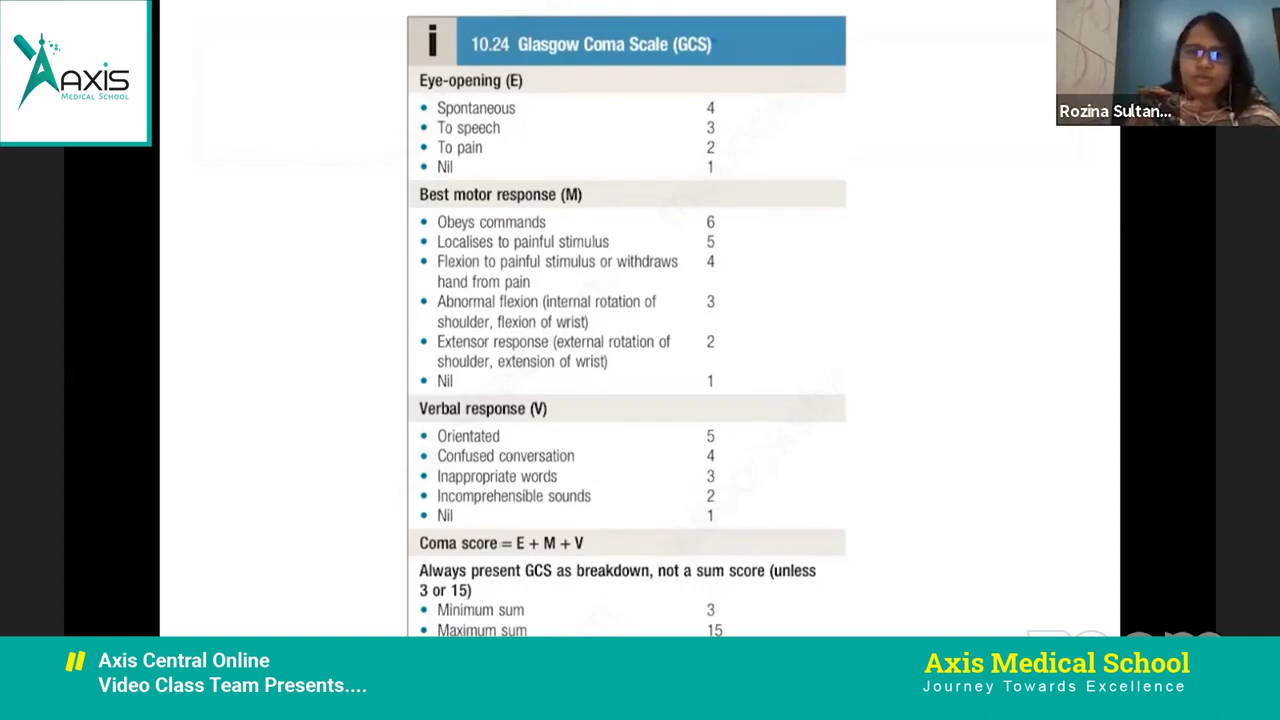 AXIS
MEDICAL SCHOOL
i 10.24 Glasgow Coma Scale (GCS)
Eye-opening (E)
• Spontaneous 4
• To speech 3
• To pain 2
• Nil 1
Best motor response (M)
• Obeys commands 6
• Localises to painful stimulus 5
• Flexion to painful stimulus or withdraws 4
hand from pain
• Abnormal flexion (internal rotation of 3
shoulder, flexion of wrist)
• Extensor response (external rotation of 2
shoulder, extension of wrist)
• Nil 1
Verbal response (V)
• Orientated 5
• Confused conversation 4
• Inappropriate words 3
• Incomprehensible sounds 2
• Nil 1
Coma score = E + M + V
Always present GCS as breakdown, not a sum score (unless
3 or 15)
• Minimum sum 3
• Maximum sum 15
Rozina Sultan...
Axis Central Online
Video Class Team Presents....
Axis Medical School
Journey Towards Excellence